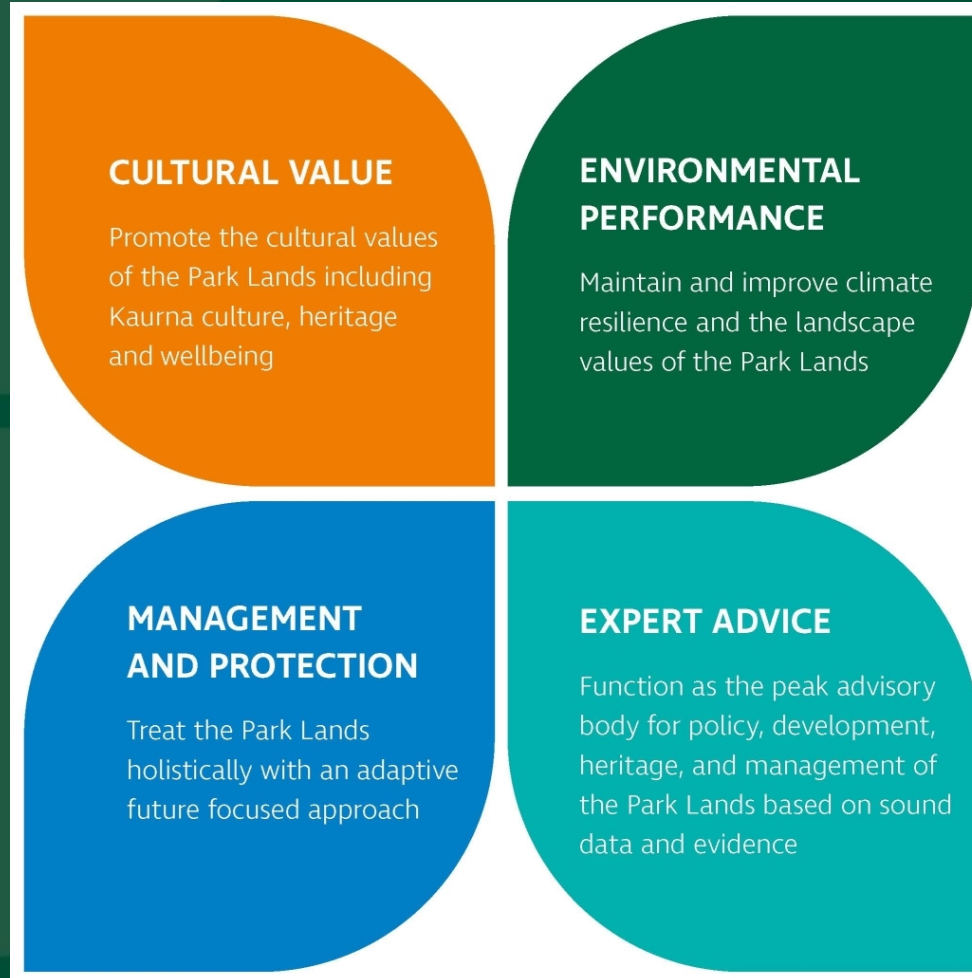 CULTURAL VALUE
Promote the cultural values
of the Park Lands including
Kaurna culture, heritage
and wellbeing
ENVIRONMENTAL
PERFORMANCE
Maintain and improve climate
resilience and the landscape
values of the Park Lands
MANAGEMENT
AND PROTECTION
Treat the Park Lands
holistically with an adaptive
future focused approach
EXPERT ADVICE
Function as the peak advisory
body for policy, development,
heritage, and management of
the Park Lands based on sound
data and evidence